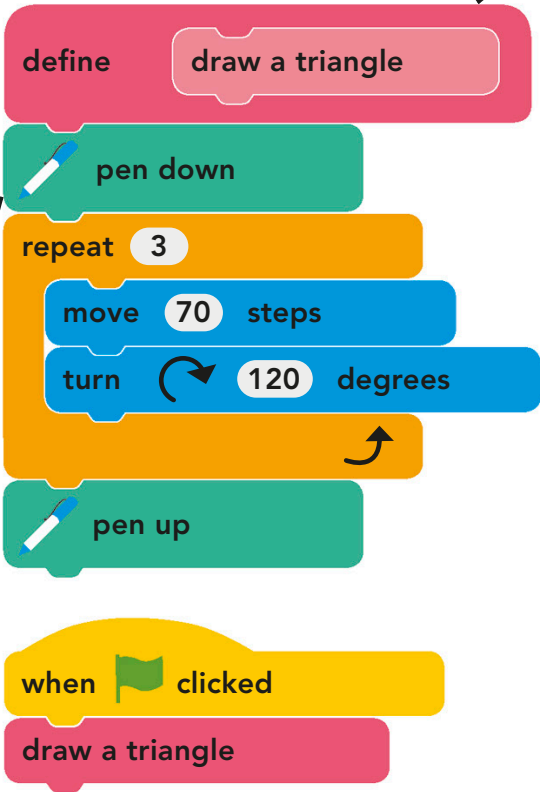 define draw a triangle
pen down
repeat 3
move 70 steps
turn 120 degrees
pen up
when clicked
draw a triangle